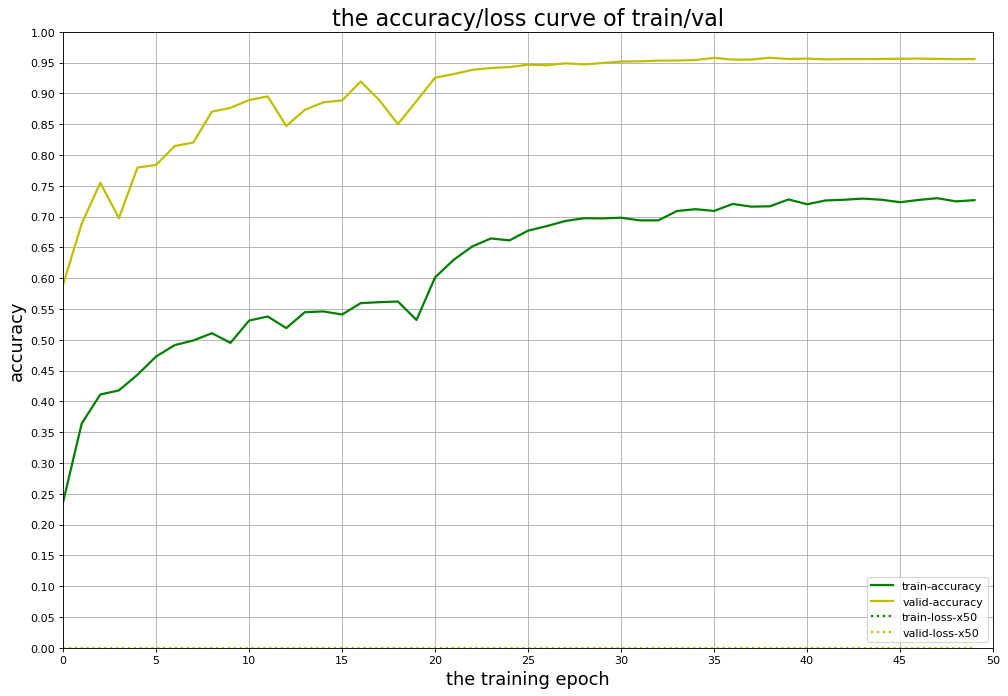 the accuracy/loss curve of train/val
1.00
0.95
0.90
0.85
0.80
0.75
0.70
0.65
0.60
0.55
0.50
0.45
0.40
0.35
0.30
0.25
0.20
0.15
0.10
0.05
0.00
accuracy
train-accuracy
valid-accuracy
train-loss-x50
valid-loss-x50
0 5 10 15 20 25 30 35 40 45 50
the training epoch